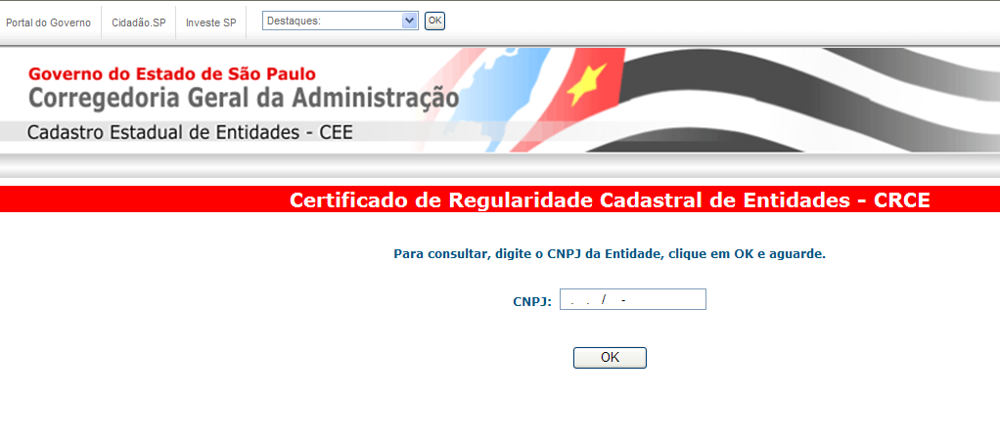 Portal do Governo Cidadão.SP Investe SP Destaques: OK
Governo do Estado de São Paulo
Corregedoria Geral da Administração
Cadastro Estadual de Entidades - CEE
Certificado de Regularidade Cadastral de Entidades - CRCE
Para consultar, digite o CNPJ da Entidade, clique em OK e aguarde.
CNPJ: . . / -
OK